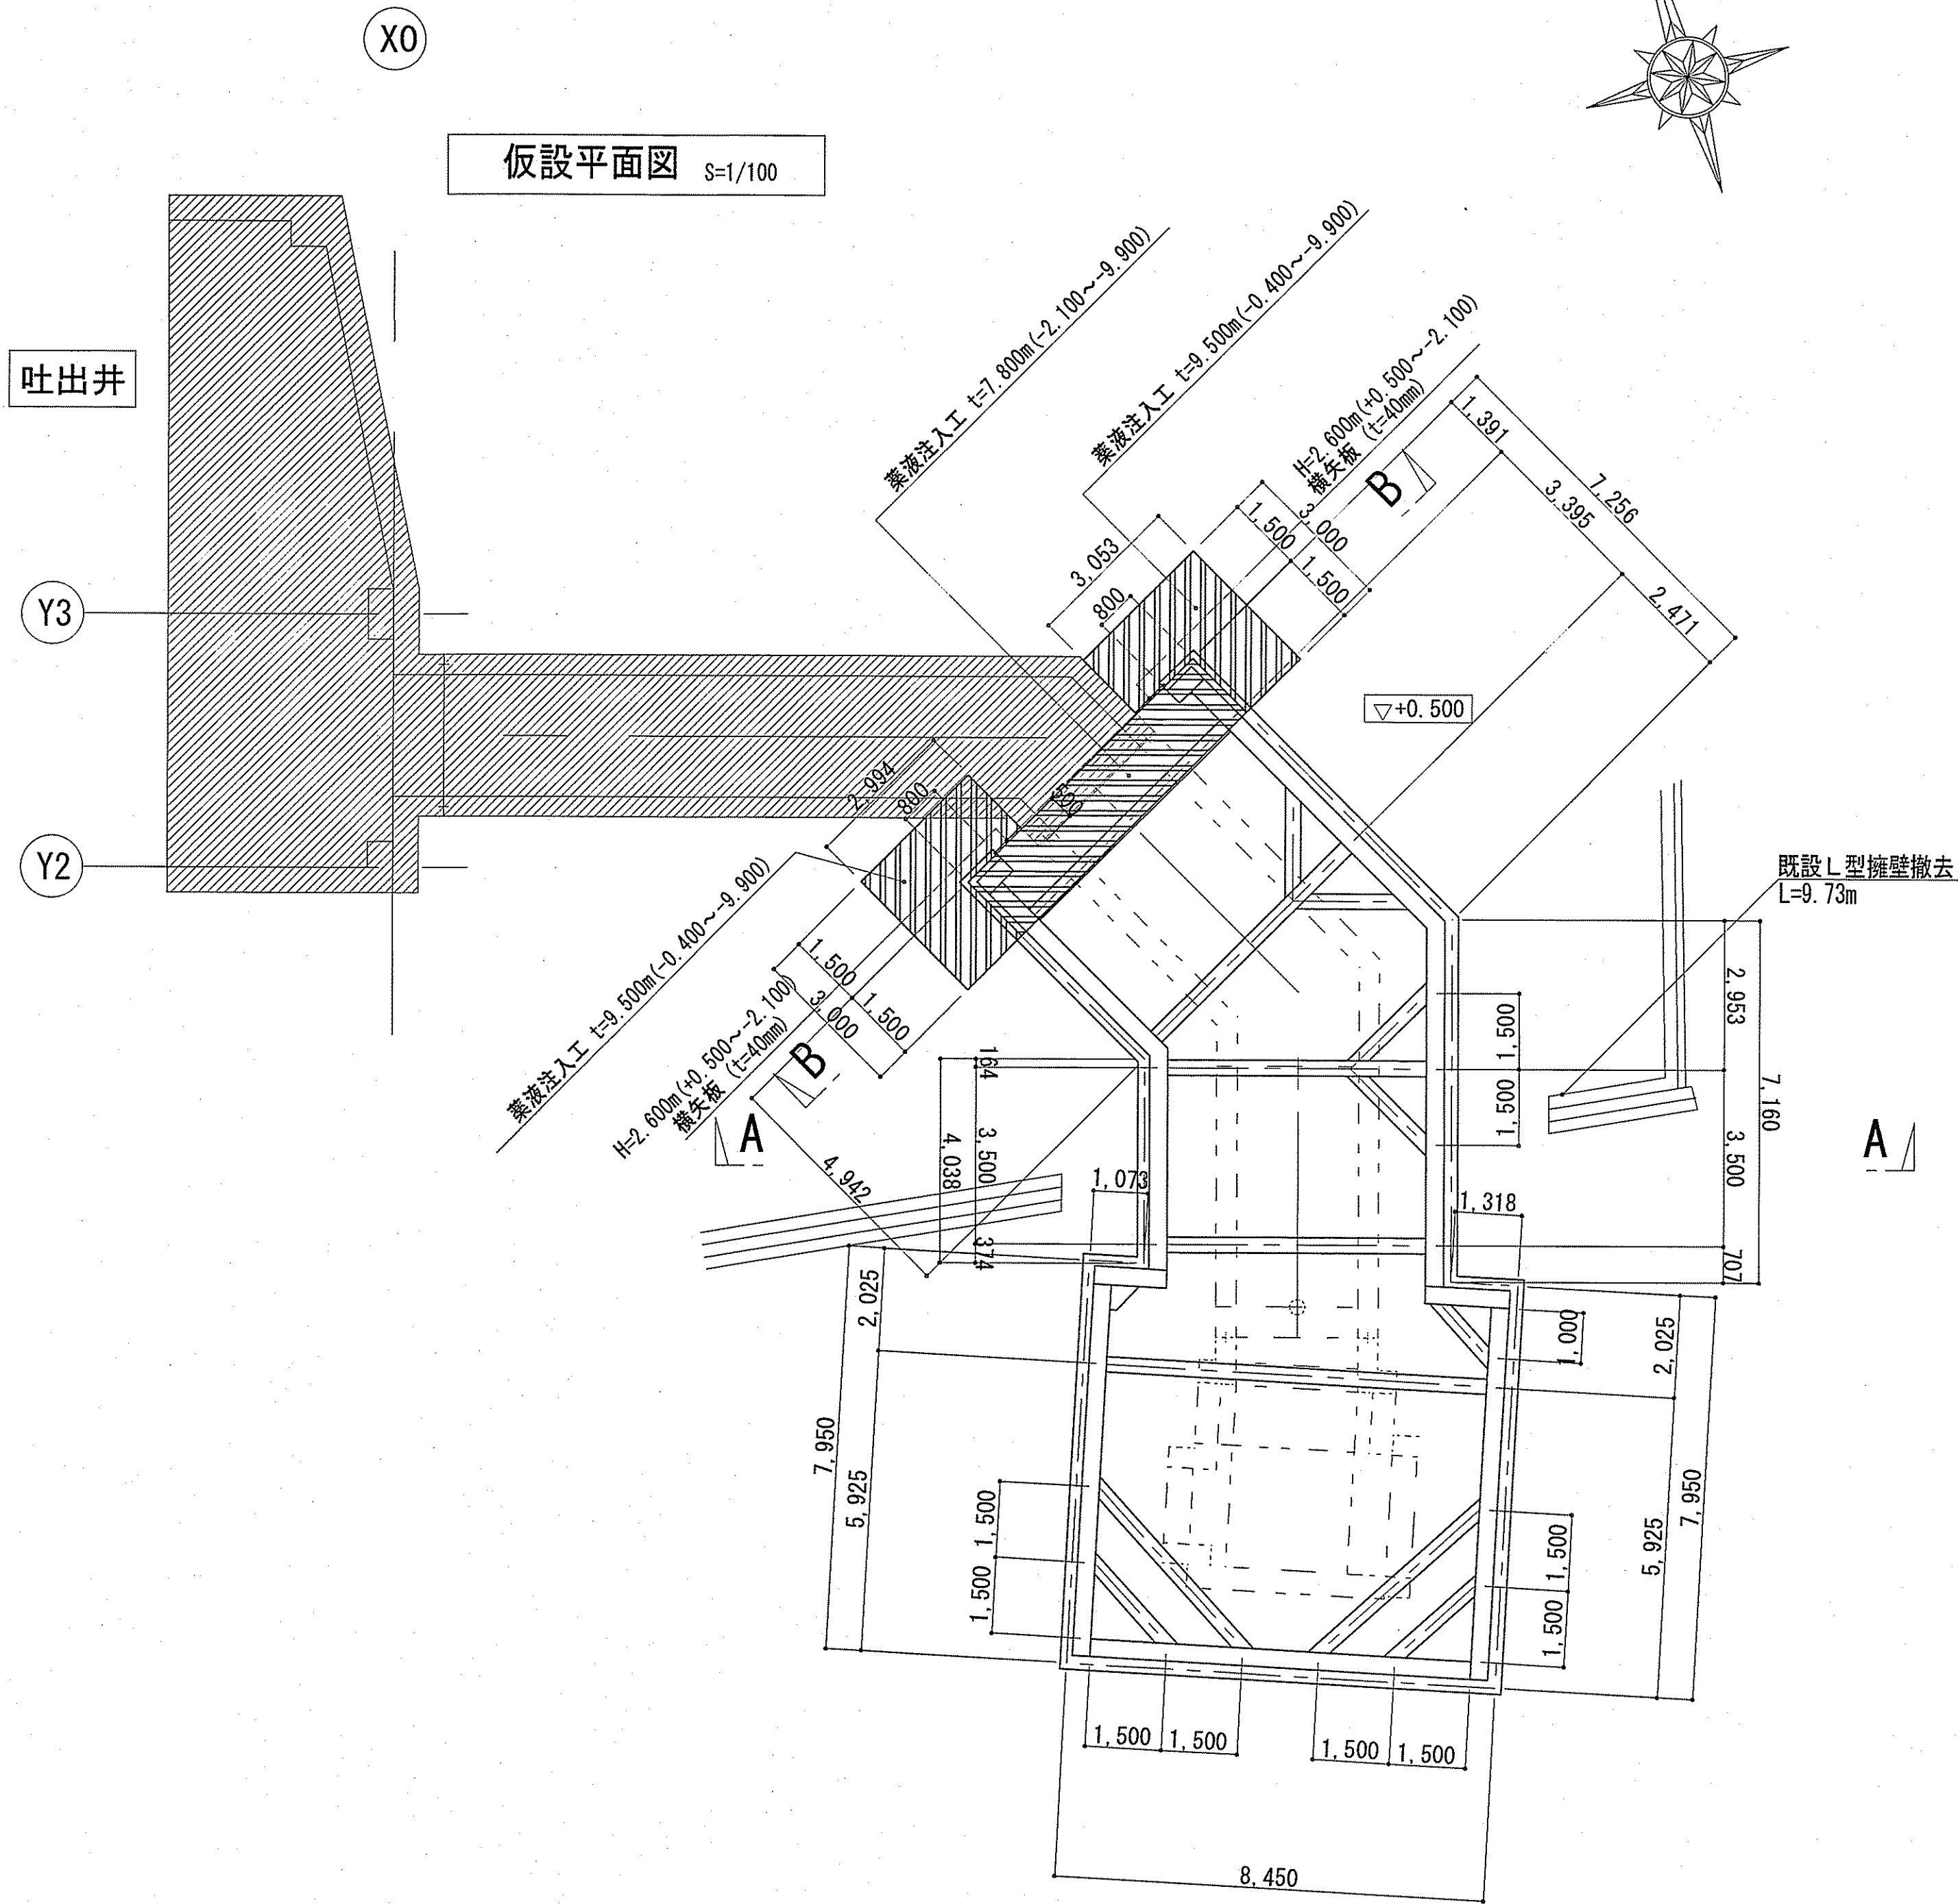 X0
仮設平面図 S=1/100
吐出井
Y3
Y2
薬液注入工 t=7.800m(-2.100~-9.900)
薬液注入工 t=9.500m(-0.400~-9.900)
H=2.600m(+0.500~-2.100)
横矢板 (t=40mm)
B
1,391
3,395
7,256
2,471
3,000
1,500
1,500
3,053
800
▽+0.500
2,994
800
500
既設L型擁壁撤去
L=9.73m
薬液注入工 t=9.500m(-0.400~-9.900)
H=2.600m(+0.500~-2.100)
横矢板 (t=40mm)
1,500
3,000
1,500
B
A
A
4,942
164
3,500
4,038
374
1,073
1,318
1,500
1,500
2,953
7,160
3,500
707
2,025
7,950
5,925
1,000
2,025
7,950
5,925
1,500
1,500
1,500
1,500
1,500
1,500
1,500
1,500
8,450